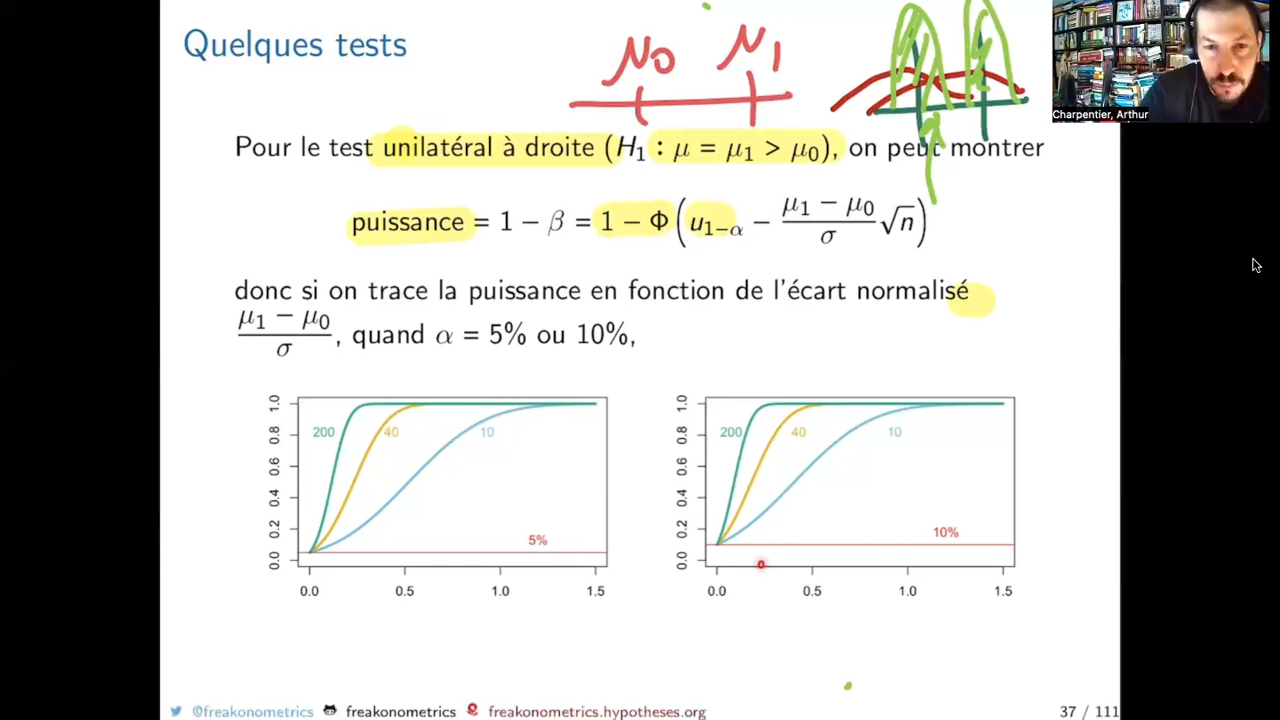 Quelques tests
μ0 μ1
Charpentier, Arthur
Pour le test unilatéral à droite (H1 : μ = μ1 > μ0), on peut montrer
puissance = 1 − β = 1 − Φ(u1−α − (μ1 − μ0)/σ √n)
donc si on trace la puissance en fonction de l'écart normalisé
(μ1 − μ0)/σ, quand α = 5% ou 10%,
1.0
0.8
0.6
0.4
0.2
0.0
200 40 10
5%
0.0 0.5 1.0 1.5
1.0
0.8
0.6
0.4
0.2
0.0
200 40 10
10%
0.0 0.5 1.0 1.5
@freakonometrics freakonometrics freakonometrics.hypotheses.org 37 / 111